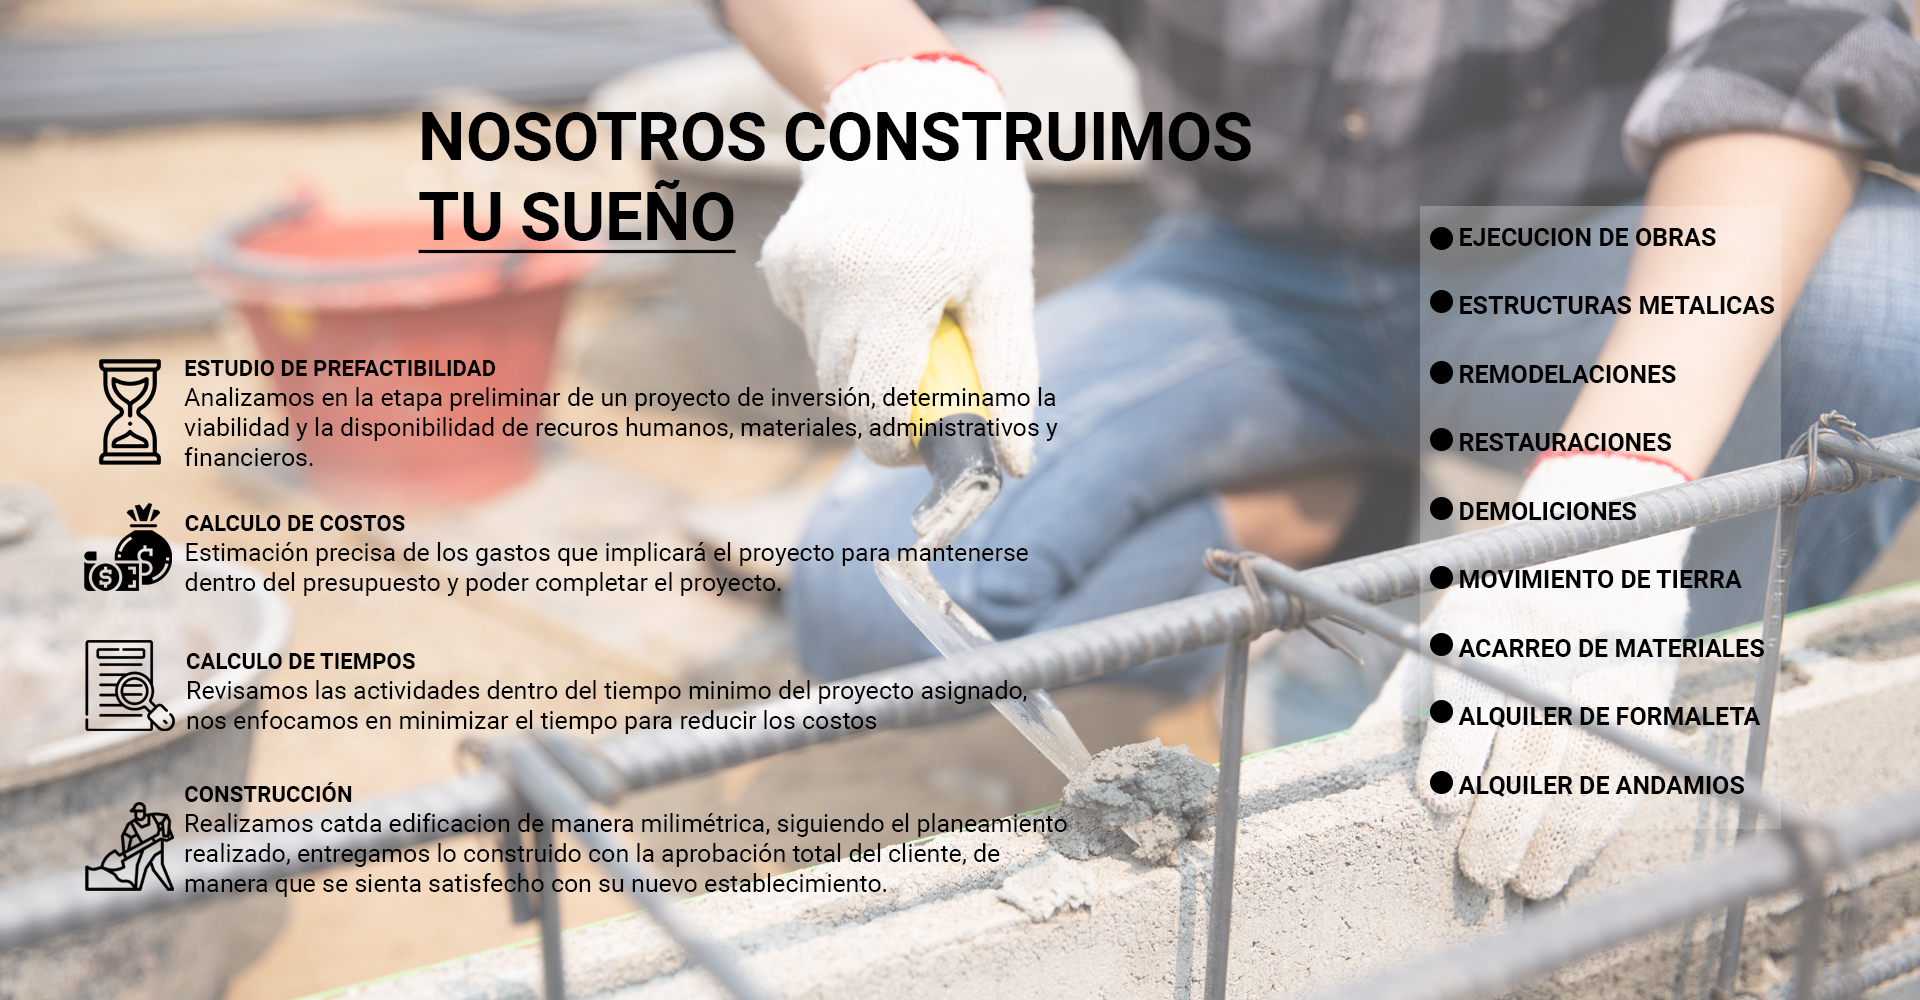 NOSOTROS CONSTRUIMOS
TU SUEÑO
ESTUDIO DE PREFACTIBILIDAD
Analizamos en la etapa preliminar de un proyecto de inversión, determinamo la
viabilidad y la disponibilidad de recuros humanos, materiales, administrativos y
financieros.
CALCULO DE COSTOS
Estimación precisa de los gastos que implicará el proyecto para mantenerse
dentro del presupuesto y poder completar el proyecto.
CALCULO DE TIEMPOS
Revisamos las actividades dentro del tiempo minimo del proyecto asignado,
nos enfocamos en minimizar el tiempo para reducir los costos
CONSTRUCCIÓN
Realizamos catda edificacion de manera milimétrica, siguiendo el planeamiento
realizado, entregamos lo construido con la aprobación total del cliente, de
manera que se sienta satisfecho con su nuevo establecimiento.
EJECUCION DE OBRAS
ESTRUCTURAS METALICAS
REMODELACIONES
RESTAURACIONES
DEMOLICIONES
MOVIMIENTO DE TIERRA
ACARREO DE MATERIALES
ALQUILER DE FORMALETA
ALQUILER DE ANDAMIOS